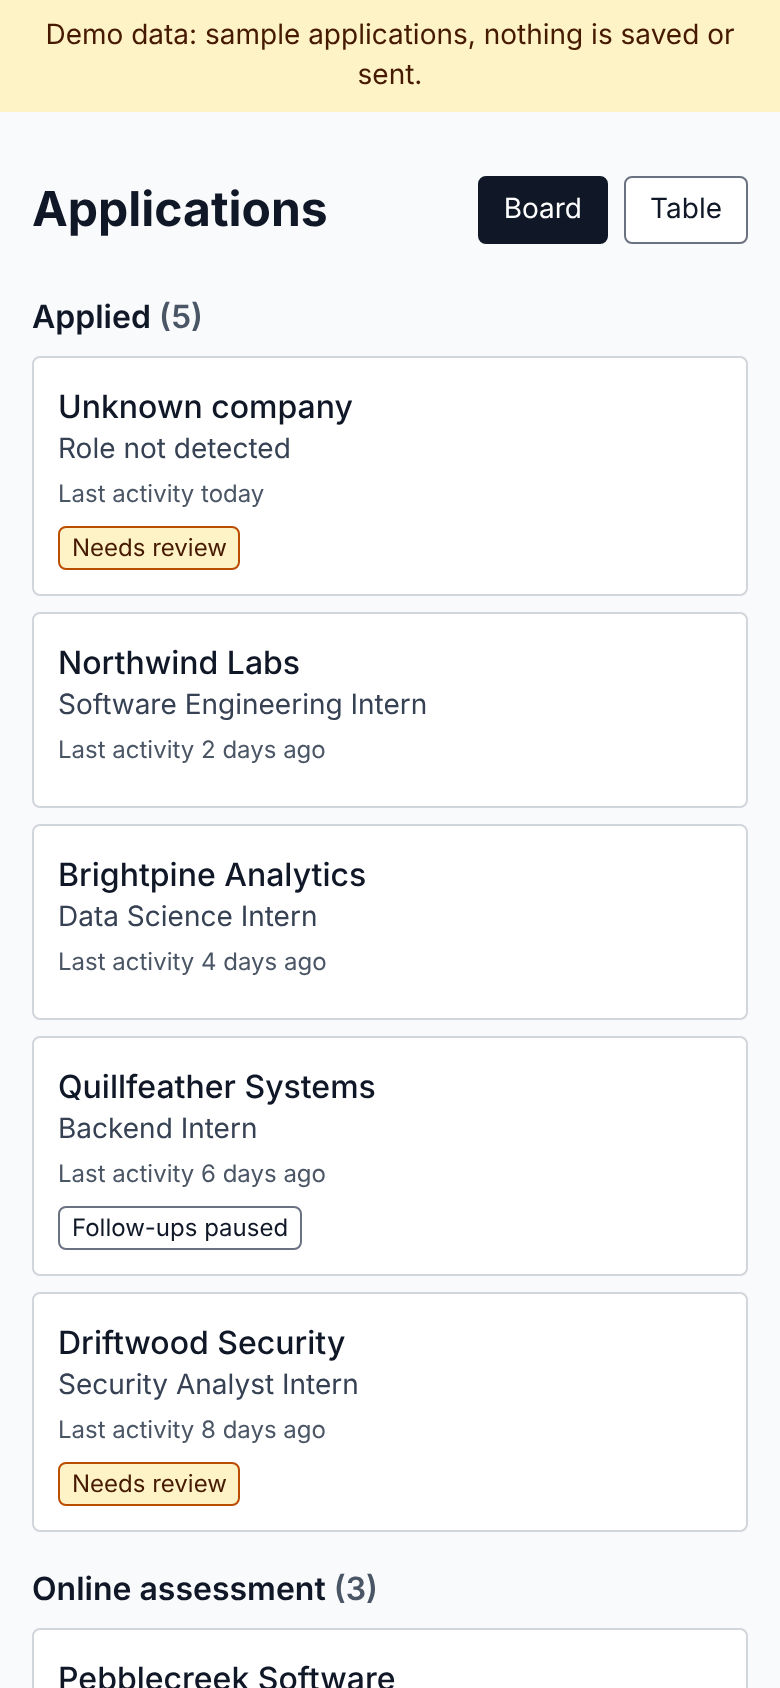 Demo data: sample applications, nothing is saved or
sent.
Applications
Board
Table
Applied (5)
Unknown company
Role not detected
Last activity today
Needs review
Northwind Labs
Software Engineering Intern
Last activity 2 days ago
Brightpine Analytics
Data Science Intern
Last activity 4 days ago
Quillfeather Systems
Backend Intern
Last activity 6 days ago
Follow-ups paused
Driftwood Security
Security Analyst Intern
Last activity 8 days ago
Needs review
Online assessment (3)
Pebblecreek Software